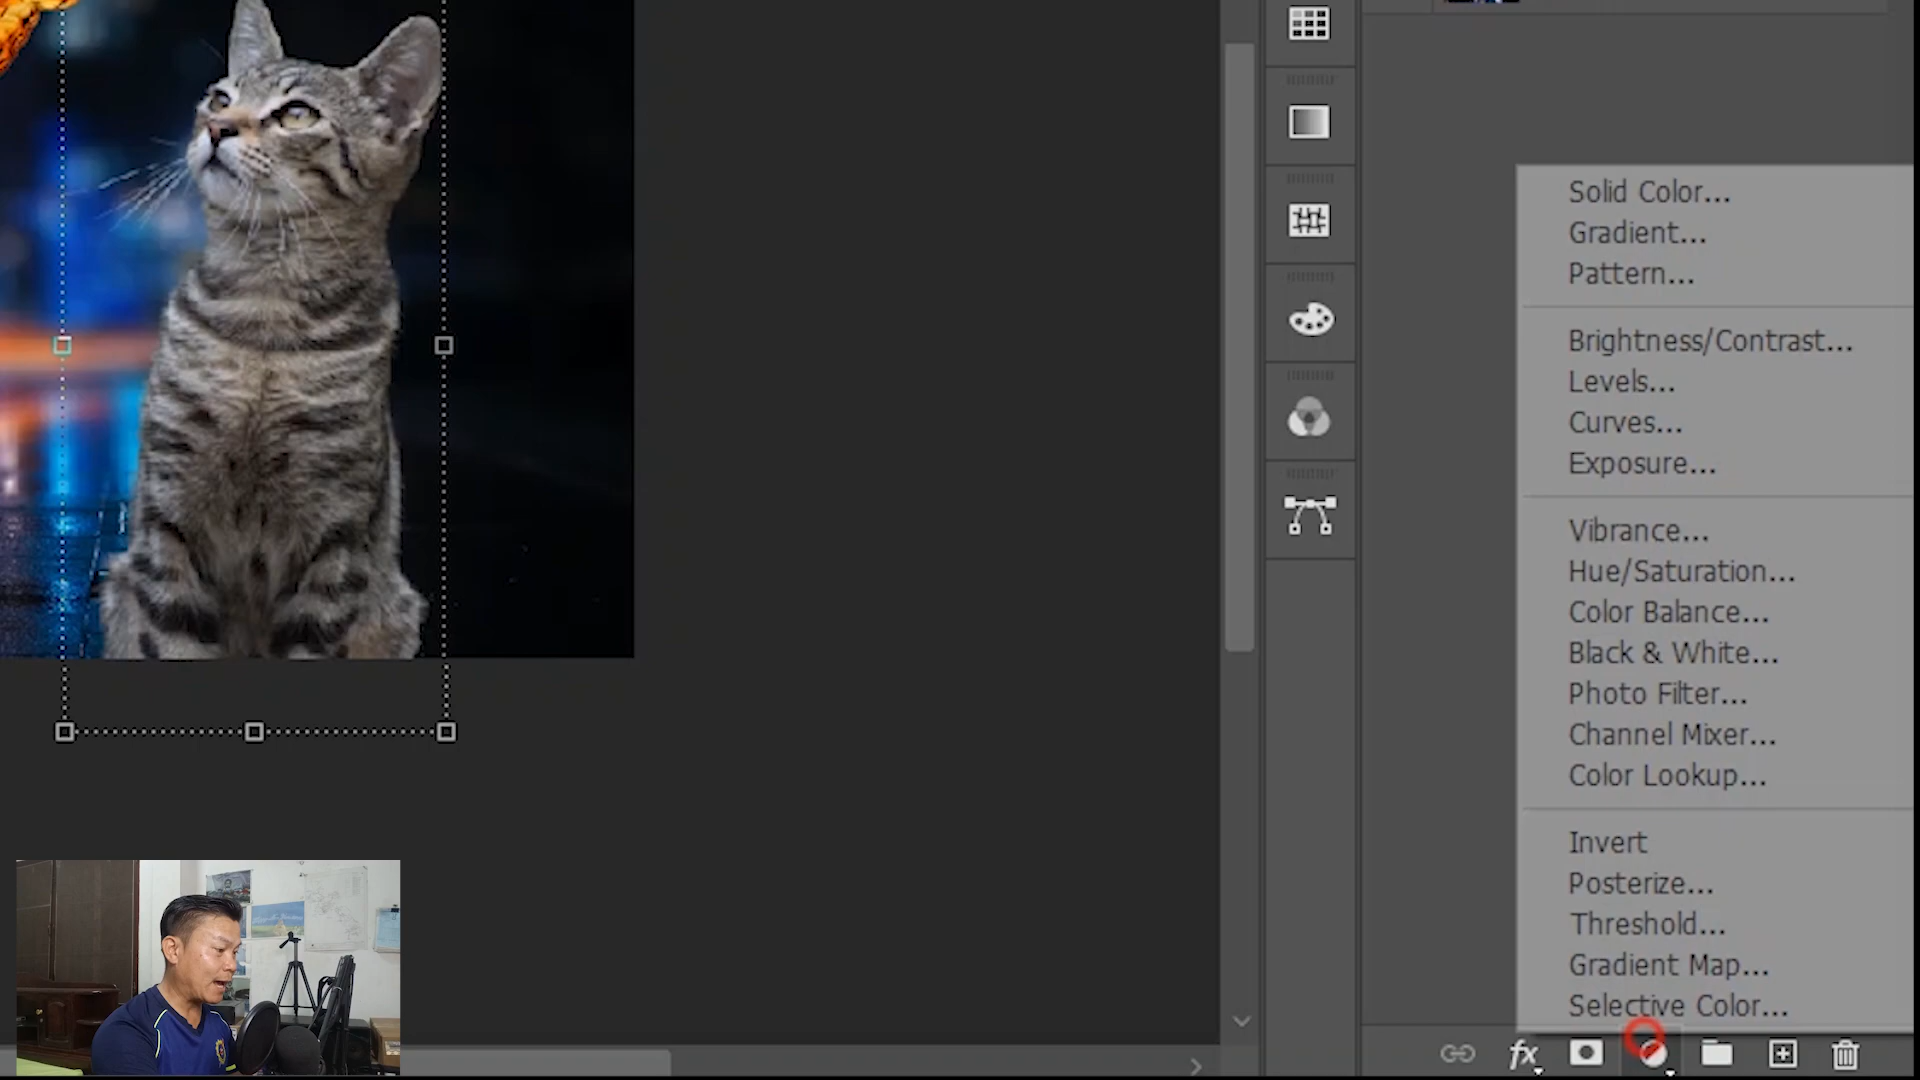 Solid Color...
Gradient...
Pattern...
Brightness/Contrast...
Levels...
Curves...
Exposure...
Vibrance...
Hue/Saturation...
Color Balance...
Black & White...
Photo Filter...
Channel Mixer...
Color Lookup...
Invert
Posterize...
Threshold...
Gradient Map...
Selective Color...
fx